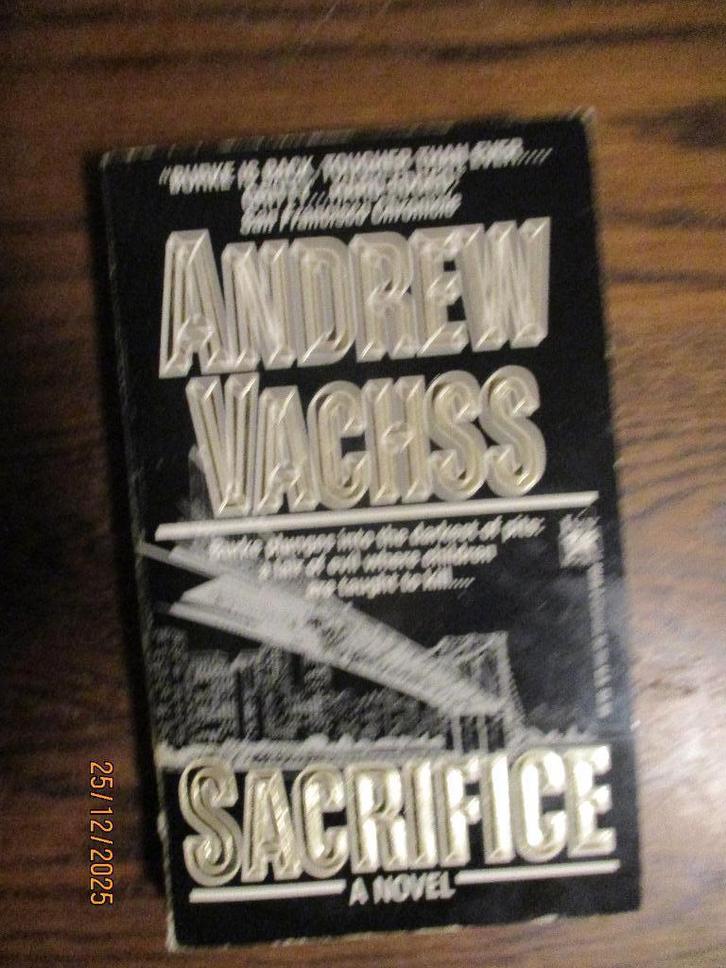 "BURKE IS BACK, TOUGHER THAN EVER....
San Francisco Chronicle
ANDREW
VACHSS
Burke plunges into the darkest of pits:
a lair of evil where children
are taught to kill....
SACRIFICE
A NOVEL
25/12/2025